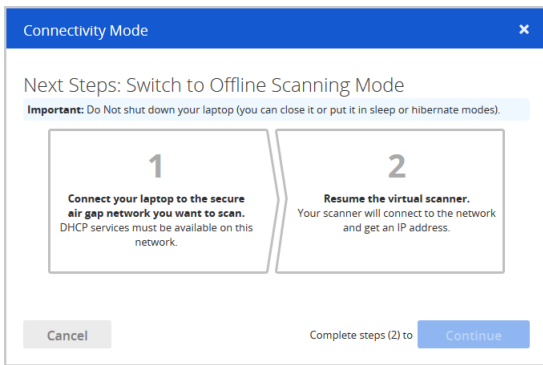 Connectivity Mode
×
Next Steps: Switch to Offline Scanning Mode
Important: Do Not shut down your laptop (you can close it or put it in sleep or hibernate modes).
1
Connect your laptop to the secure
air gap network you want to scan.
DHCP services must be available on this
network.
2
Resume the virtual scanner.
Your scanner will connect to the network
and get an IP address.
Cancel
Complete steps (2) to
Continue